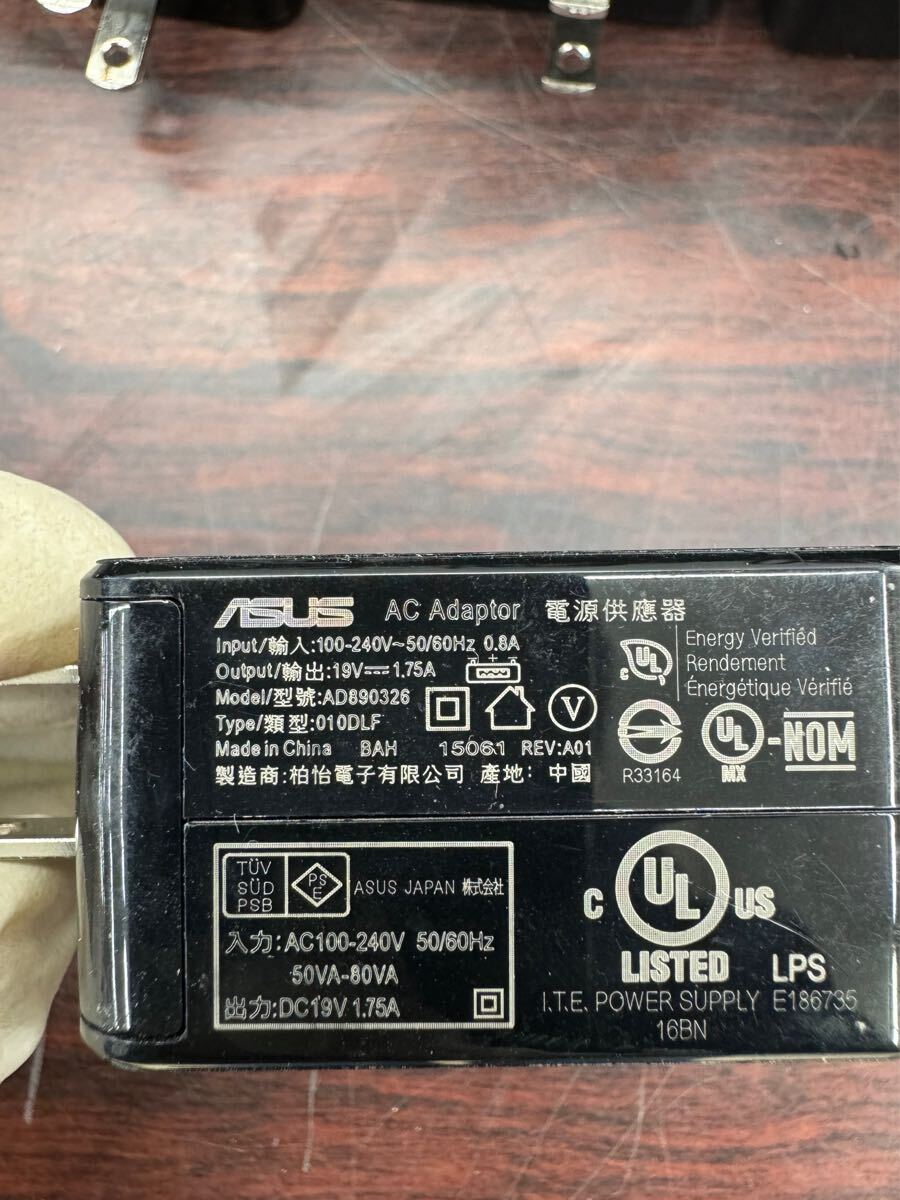 ASUS AC Adaptor 電源供應器
Input/輸入:100-240V~50/60Hz 0.8A
Output/輸出:19V⎓1.75A
Model/型號:AD890326
Type/類型:010DLF
Made in China BAH 15061 REV:A01
製造商:柏怡電子有限公司 產地: 中國
V
UL
Energy Verified
Rendement
Énergétique Vérifié
R33164
UL
MX
-NOM
TÜV
SÜD
PSB
PS
E
ASUS JAPAN 株式会社
入力:AC100-240V 50/60Hz
50VA-80VA
出力:DC19V 1.75A
C UL US
LISTED LPS
I.T.E. POWER SUPPLY E186735
16BN